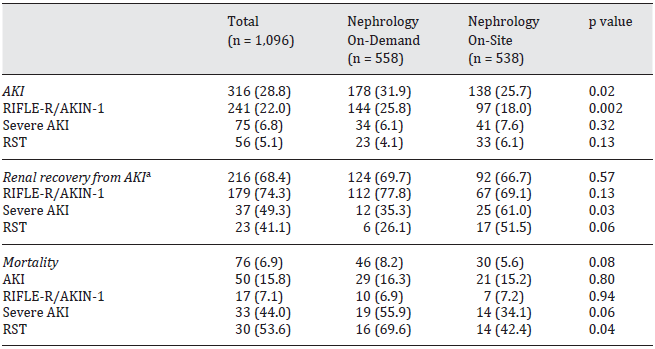 Total Nephrology Nephrology p value
(n = 1,096) On-Demand On-Site
(n = 558) (n = 538)
AKI 316 (28.8) 178 (31.9) 138 (25.7) 0.02
RIFLE-R/AKIN-1 241 (22.0) 144 (25.8) 97 (18.0) 0.002
Severe AKI 75 (6.8) 34 (6.1) 41 (7.6) 0.32
RST 56 (5.1) 23 (4.1) 33 (6.1) 0.13
Renal recovery from AKIa 216 (68.4) 124 (69.7) 92 (66.7) 0.57
RIFLE-R/AKIN-1 179 (74.3) 112 (77.8) 67 (69.1) 0.13
Severe AKI 37 (49.3) 12 (35.3) 25 (61.0) 0.03
RST 23 (41.1) 6 (26.1) 17 (51.5) 0.06
Mortality 76 (6.9) 46 (8.2) 30 (5.6) 0.08
AKI 50 (15.8) 29 (16.3) 21 (15.2) 0.80
RIFLE-R/AKIN-1 17 (7.1) 10 (6.9) 7 (7.2) 0.94
Severe AKI 33 (44.0) 19 (55.9) 14 (34.1) 0.06
RST 30 (53.6) 16 (69.6) 14 (42.4) 0.04